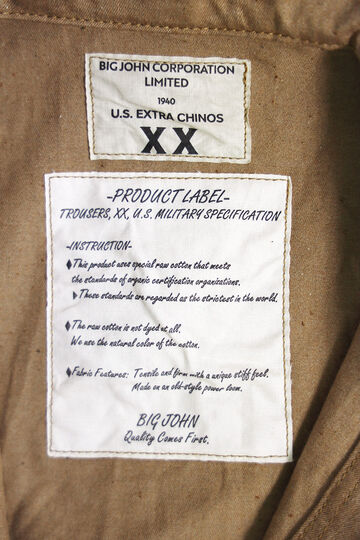 BIG JOHN CORPORATION
LIMITED
1940
U.S. EXTRA CHINOS
XX
-PRODUCT LABEL-
TROUSERS, XX, U.S. MILITARY SPECIFICATION
-INSTRUCTION-
♦This product uses special raw cotton that meets
the standards of organic certification organizations.
▶These standards are regarded as the strictest in the world.
♦The raw cotton is not dyed at all.
We use the natural color of the cotton.
♦Fabric Features: Tensile and firm with a unique stiff feel.
Made on an old-style power loom.
BIG JOHN
Quality Comes First.